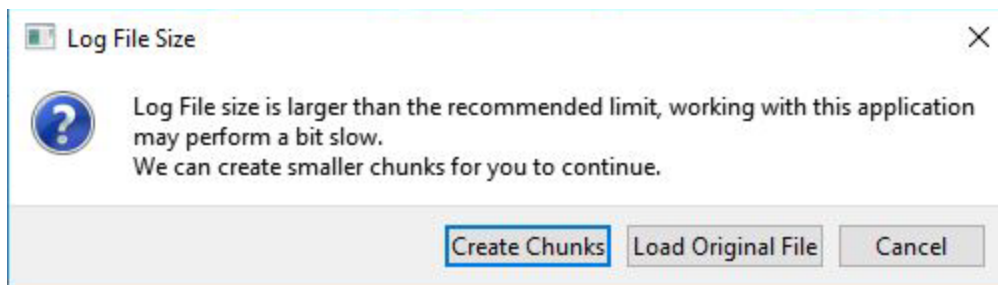 Log File Size
Log File size is larger than the recommended limit, working with this application
may perform a bit slow.
We can create smaller chunks for you to continue.
Create Chunks Load Original File Cancel